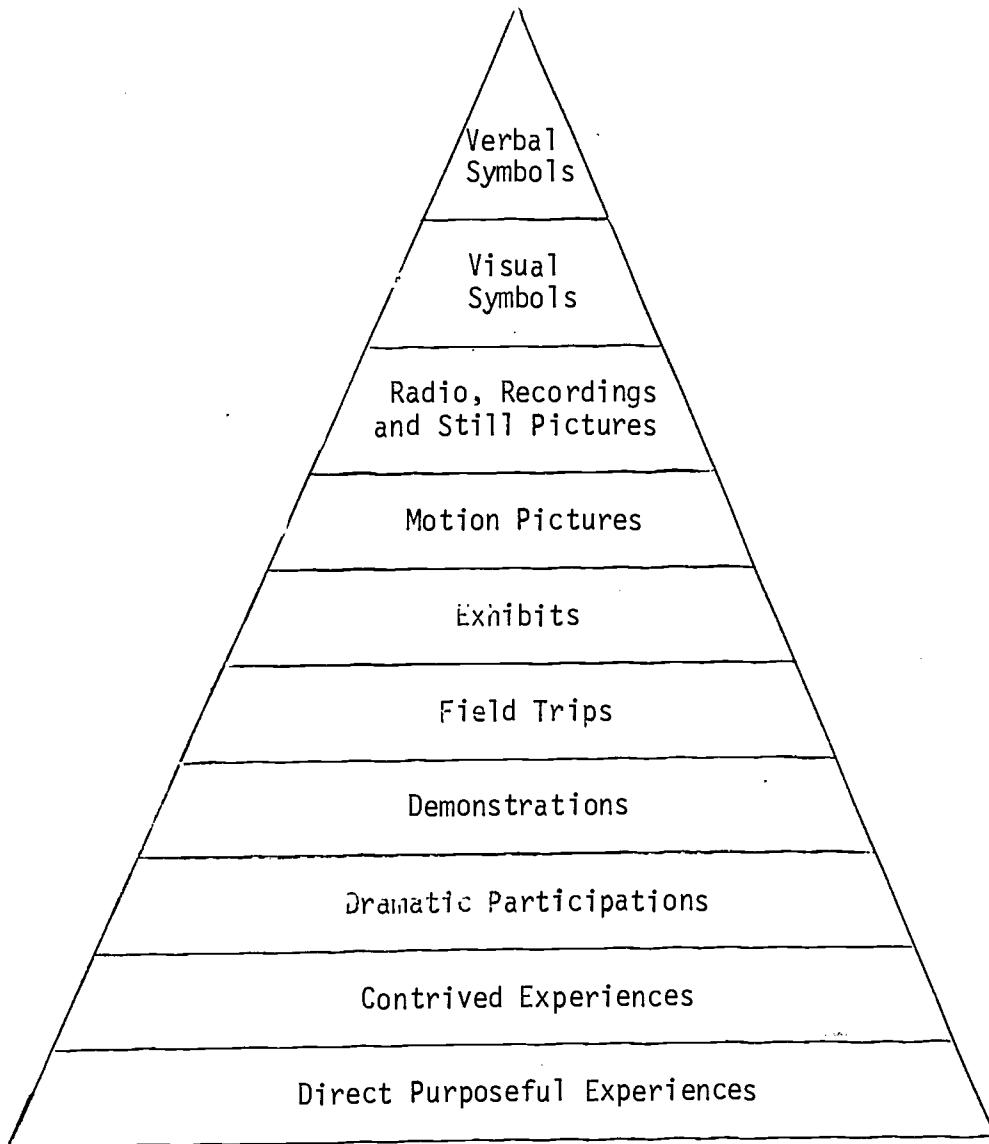 Verbal
Symbols
Visual
Symbols
Radio, Recordings
and Still Pictures
Motion Pictures
Exhibits
Field Trips
Demonstrations
Dramatic Participations
Contrived Experiences
Direct Purposeful Experiences